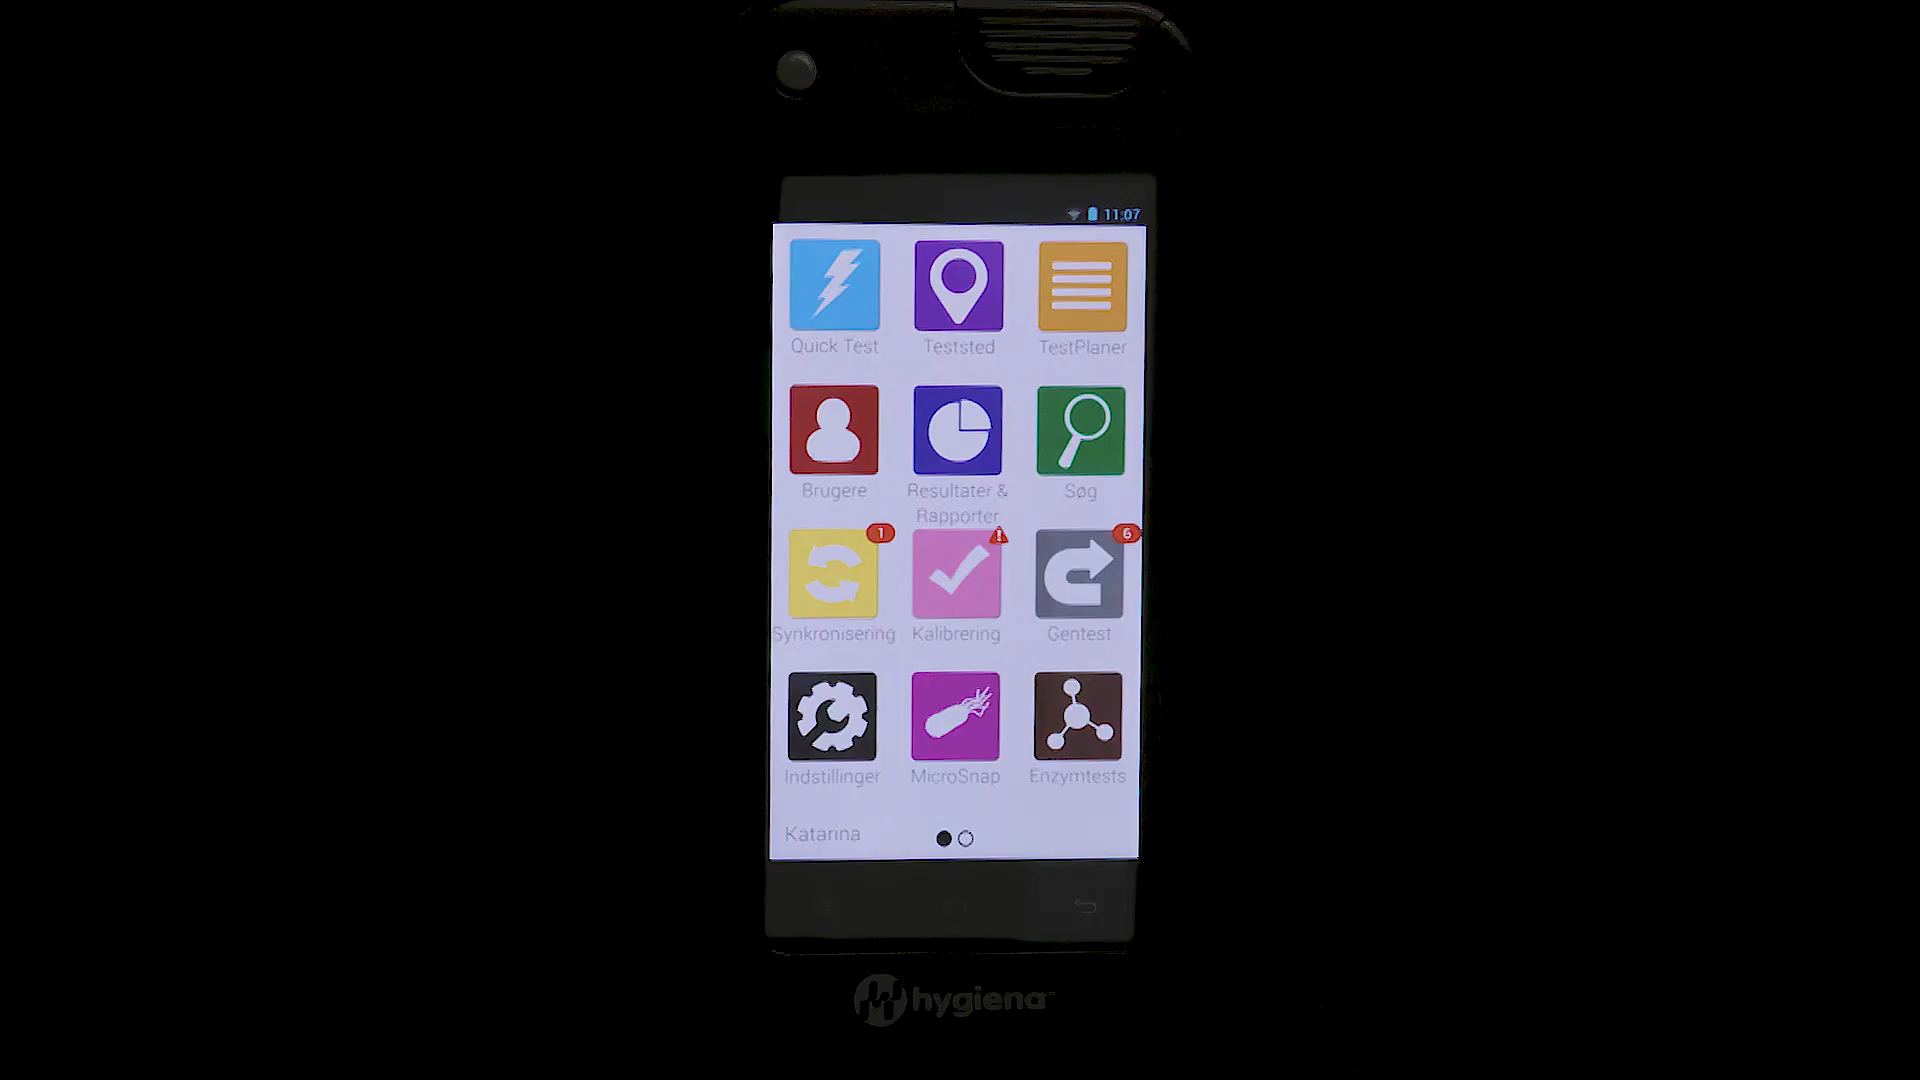 11:07
Quick Test
Teststed
TestPlaner
Brugere
Resultater &
Rapporter
Søg
1
!
6
Synkronisering
Kalibrering
Gentest
Indstillinger
MicroSnap
Enzymtests
Katarina
hygiena™